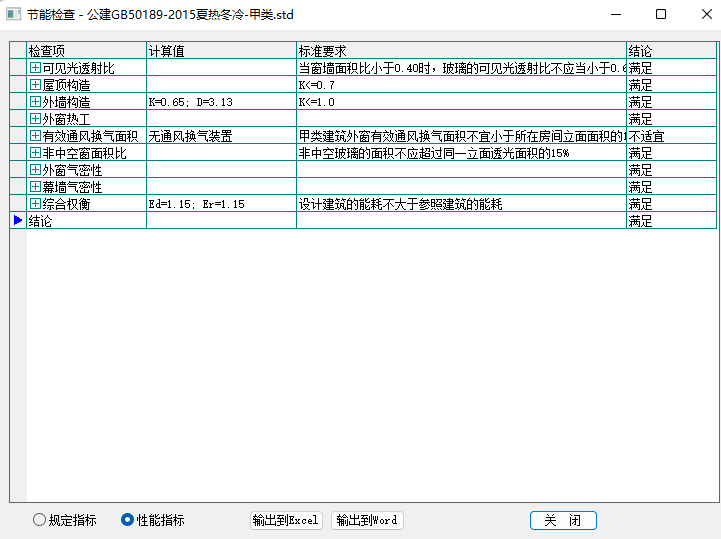 节能检查 - 公建GB50189-2015夏热冬冷-甲类.std
检查项 计算值 标准要求 结论
可见光透射比 当窗墙面积比小于0.40时，玻璃的可见光透射比不应当小于0.6 满足
屋顶构造 K<=0.7 满足
外墙构造 K=0.65; D=3.13 K<=1.0 满足
外窗热工 满足
有效通风换气面积 无通风换气装置 甲类建筑外窗有效通风换气面积不宜小于所在房间立面面积的1 不适宜
非中空窗面积比 非中空玻璃的面积不应超过同一立面透光面积的15% 满足
外窗气密性 满足
幕墙气密性 满足
综合权衡 Ed=1.15; Er=1.15 设计建筑的能耗不大于参照建筑的能耗 满足
结论 满足
规定指标 性能指标 输出到Excel 输出到Word 关 闭